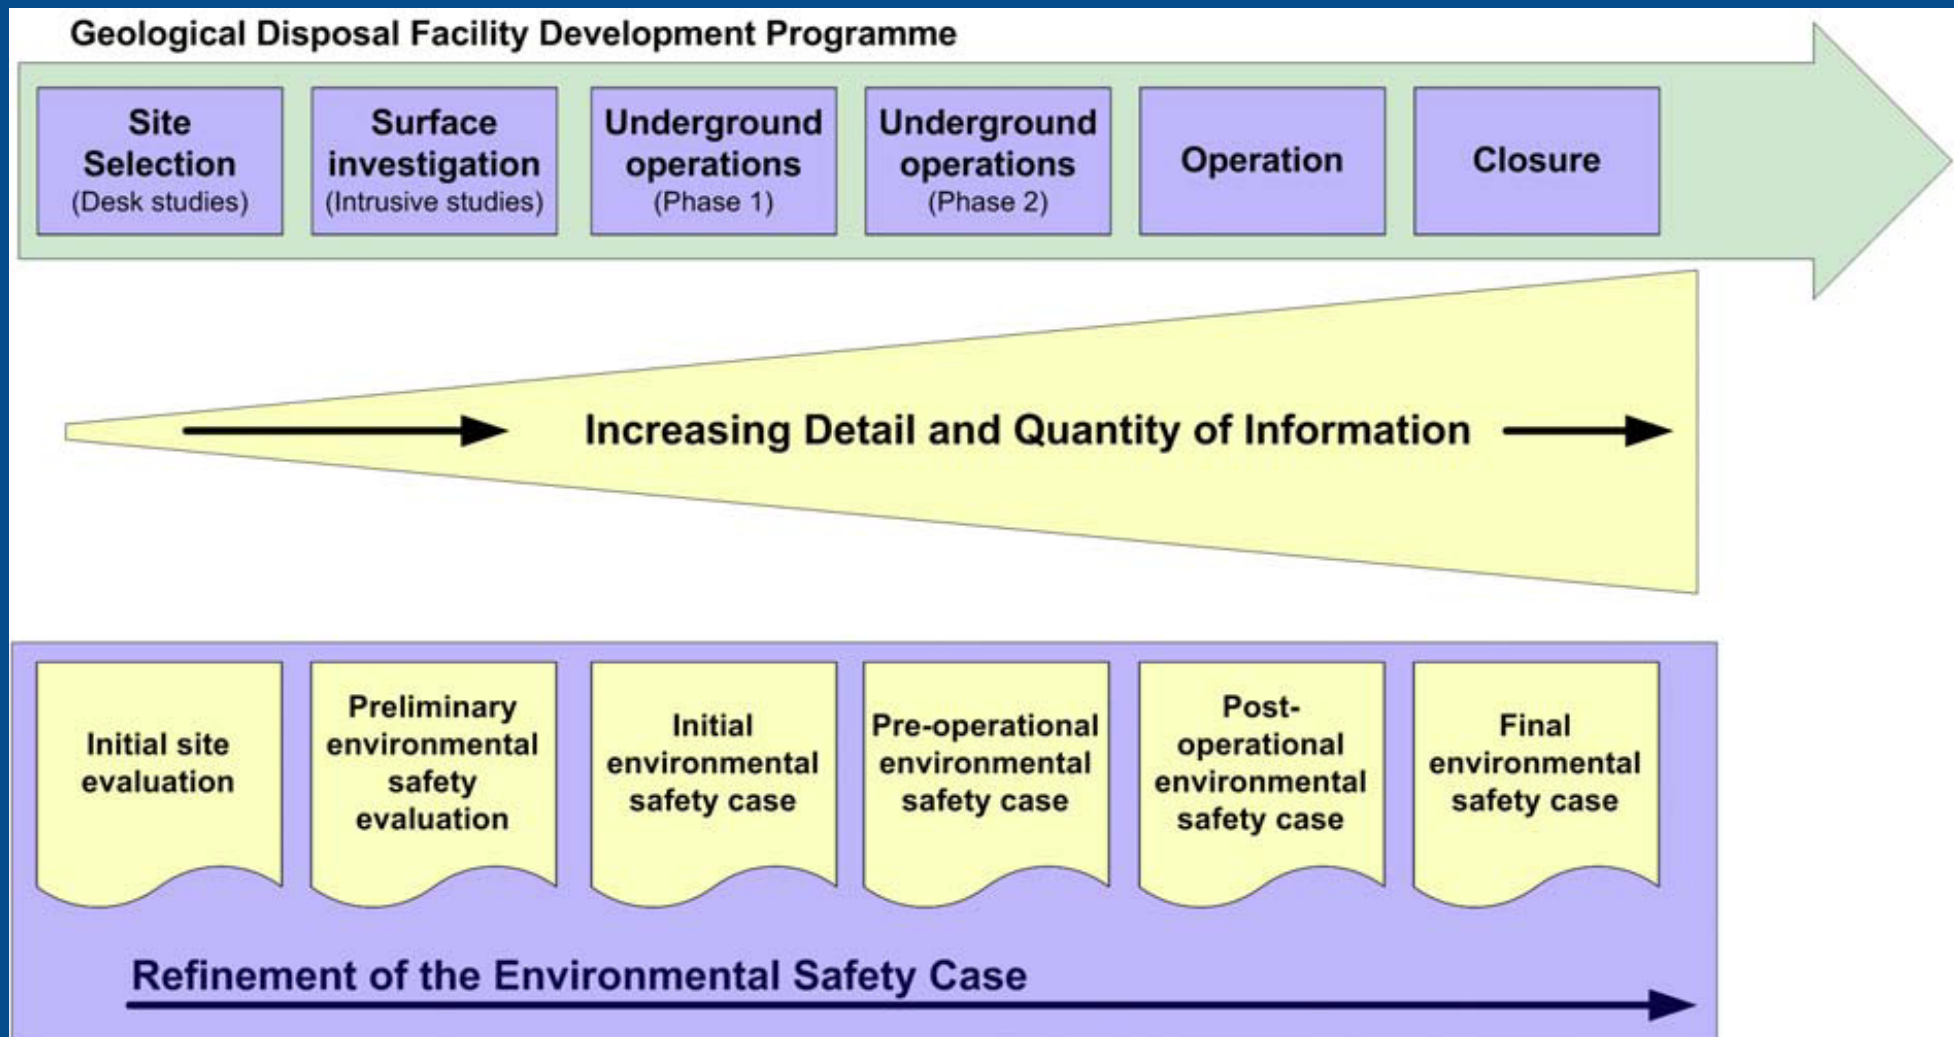 Geological Disposal Facility Development Programme
Site
Selection
(Desk studies)
Surface
investigation
(Intrusive studies)
Underground
operations
(Phase 1)
Underground
operations
(Phase 2)
Operation
Closure
Increasing Detail and Quantity of Information
Initial site
evaluation
Preliminary
environmental
safety
evaluation
Initial
environmental
safety case
Pre-operational
environmental
safety case
Post-
operational
environmental
safety case
Final
environmental
safety case
Refinement of the Environmental Safety Case